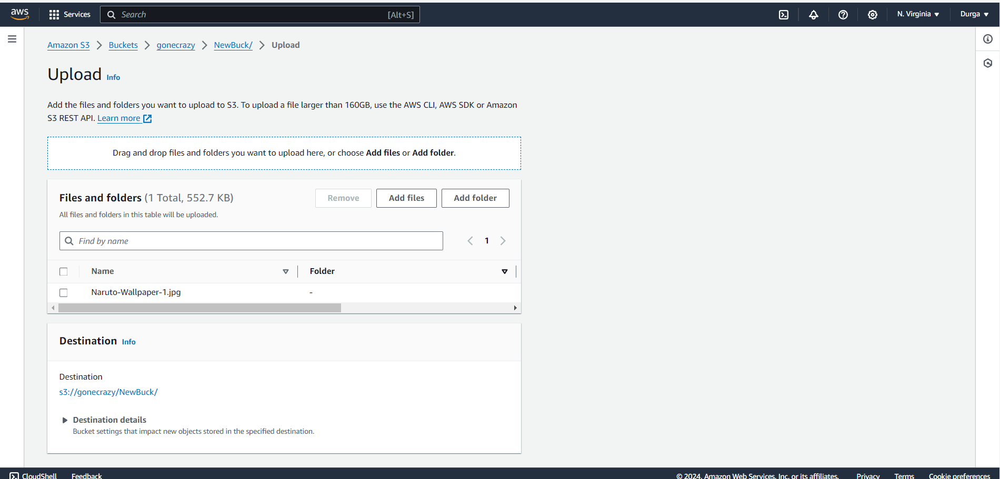 aws
Services
Search
[Alt+S]
N. Virginia
Durga
Amazon S3
Buckets
gonecrazy
NewBuck/
Upload
Upload Info
Add the files and folders you want to upload to S3. To upload a file larger than 160GB, use the AWS CLI, AWS SDK or Amazon
S3 REST API. Learn more
Drag and drop files and folders you want to upload here, or choose Add files or Add folder.
Files and folders (1 Total, 552.7 KB)
Remove
Add files
Add folder
All files and folders in this table will be uploaded.
Find by name
1
Name
Folder
Naruto-Wallpaper-1.jpg
-
Destination Info
Destination
s3://gonecrazy/NewBuck/
Destination details
Bucket settings that impact new objects stored in the specified destination.
CloudShell
Feedback
© 2024, Amazon Web Services, Inc. or its affiliates.
Privacy
Terms
Cookie preferences